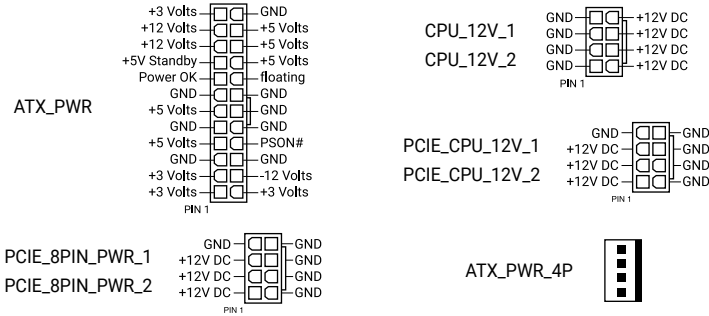 ATX_PWR
+3 Volts GND
+12 Volts +5 Volts
+12 Volts +5 Volts
+5V Standby +5 Volts
Power OK floating
GND GND
+5 Volts GND
GND GND
+5 Volts PSON#
GND GND
+3 Volts -12 Volts
+3 Volts +3 Volts
PIN 1
CPU_12V_1
CPU_12V_2
GND +12V DC
GND +12V DC
GND +12V DC
GND +12V DC
PIN 1
PCIE_CPU_12V_1
PCIE_CPU_12V_2
GND GND
+12V DC GND
+12V DC GND
+12V DC GND
PIN 1
PCIE_8PIN_PWR_1
PCIE_8PIN_PWR_2
GND GND
+12V DC GND
+12V DC GND
+12V DC GND
PIN 1
ATX_PWR_4P